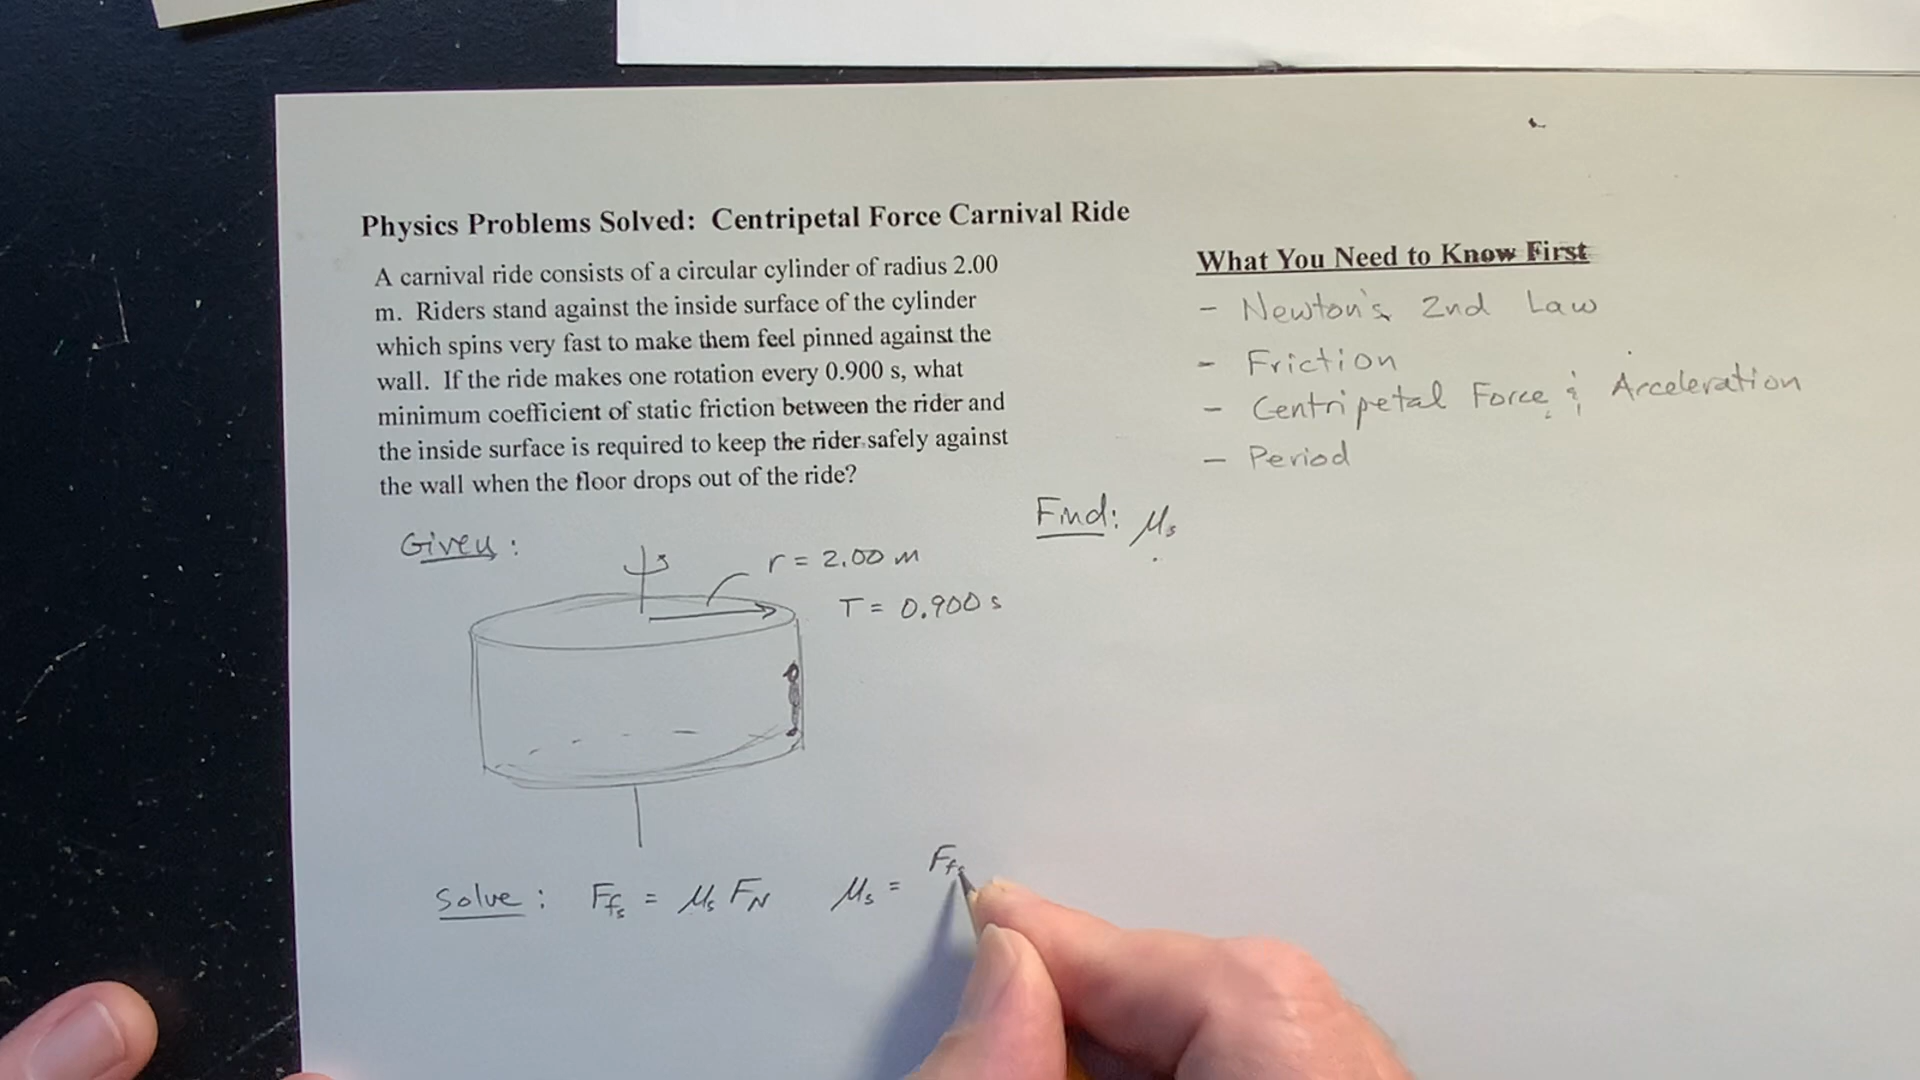 Physics Problems Solved: Centripetal Force Carnival Ride
A carnival ride consists of a circular cylinder of radius 2.00
m. Riders stand against the inside surface of the cylinder
which spins very fast to make them feel pinned against the
wall. If the ride makes one rotation every 0.900 s, what
minimum coefficient of static friction between the rider and
the inside surface is required to keep the rider safely against
the wall when the floor drops out of the ride?
What You Need to Know First
- Newton's 2nd Law
- Friction
- Centripetal Force & Acceleration
- Period
Given:
Find: μs
r = 2.00 m
T = 0.900 s
Solve: Ffs = μs FN μs = Ffs